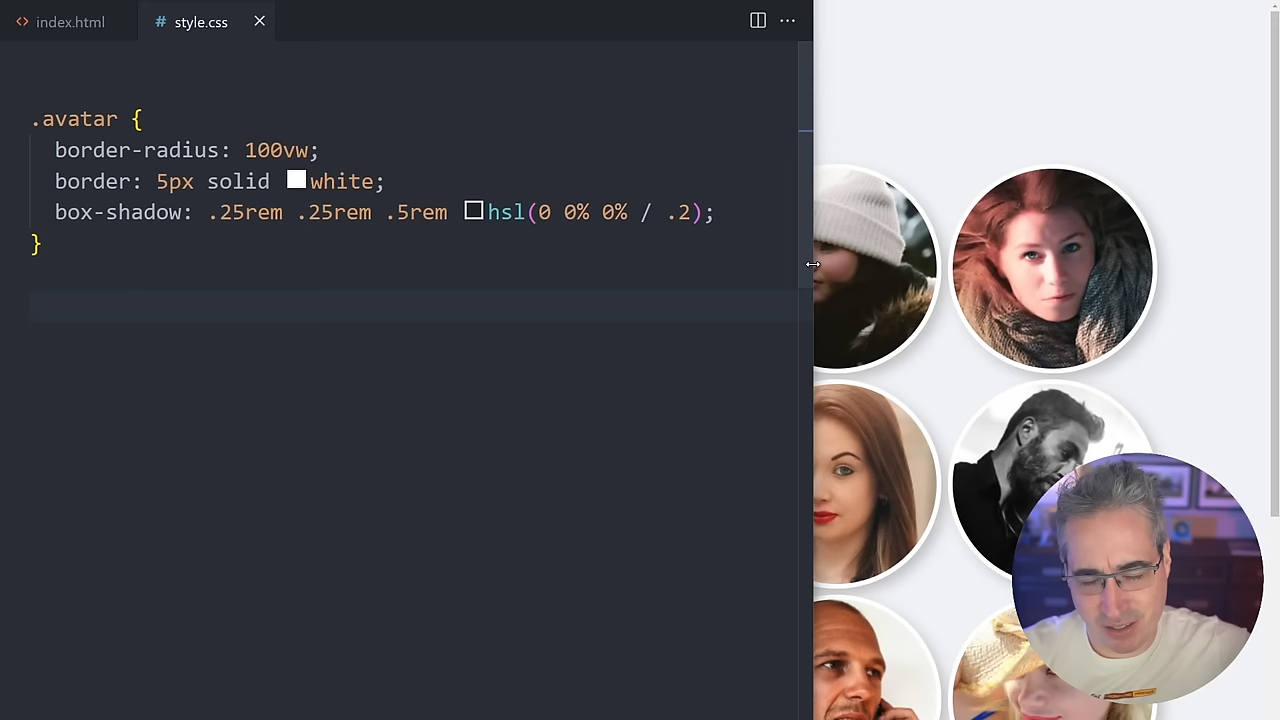 index.html
style.css
.avatar {
border-radius: 100vw;
border: 5px solid white;
box-shadow: .25rem .25rem .5rem hsl(0 0% 0% / .2);
}